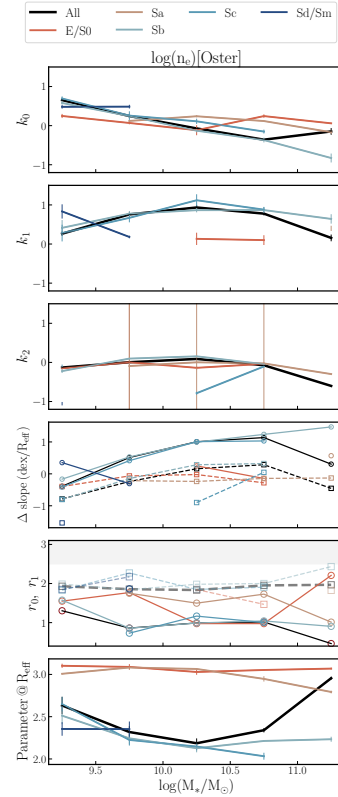 All Sa Sc Sd/Sm
E/S0 Sb
log(n_e)[Oster]
1
0
−1
k_0
1
0
−1
k_1
1
0
−1
k_2
1
0
−1
Δ slope (dex/R_eff)
3
2
1
r_0, r_1
3.0
2.5
2.0
Parameter @ R_eff
9.5 10.0 10.5 11.0
log(M_*/M_⊙)